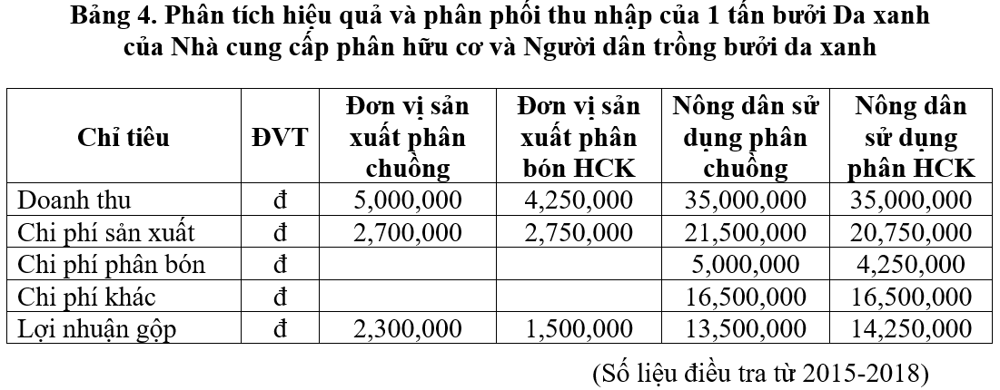 Bảng 4. Phân tích hiệu quả và phân phối thu nhập của 1 tấn bưởi Da xanh
của Nhà cung cấp phân hữu cơ và Người dân trồng bưởi da xanh
Chỉ tiêu ĐVT Đơn vị sản xuất phân chuồng Đơn vị sản xuất phân bón HCK Nông dân sử dụng phân chuồng Nông dân sử dụng phân HCK
Doanh thu đ 5,000,000 4,250,000 35,000,000 35,000,000
Chi phí sản xuất đ 2,700,000 2,750,000 21,500,000 20,750,000
Chi phí phân bón đ 5,000,000 4,250,000
Chi phí khác đ 16,500,000 16,500,000
Lợi nhuận gộp đ 2,300,000 1,500,000 13,500,000 14,250,000
(Số liệu điều tra từ 2015-2018)